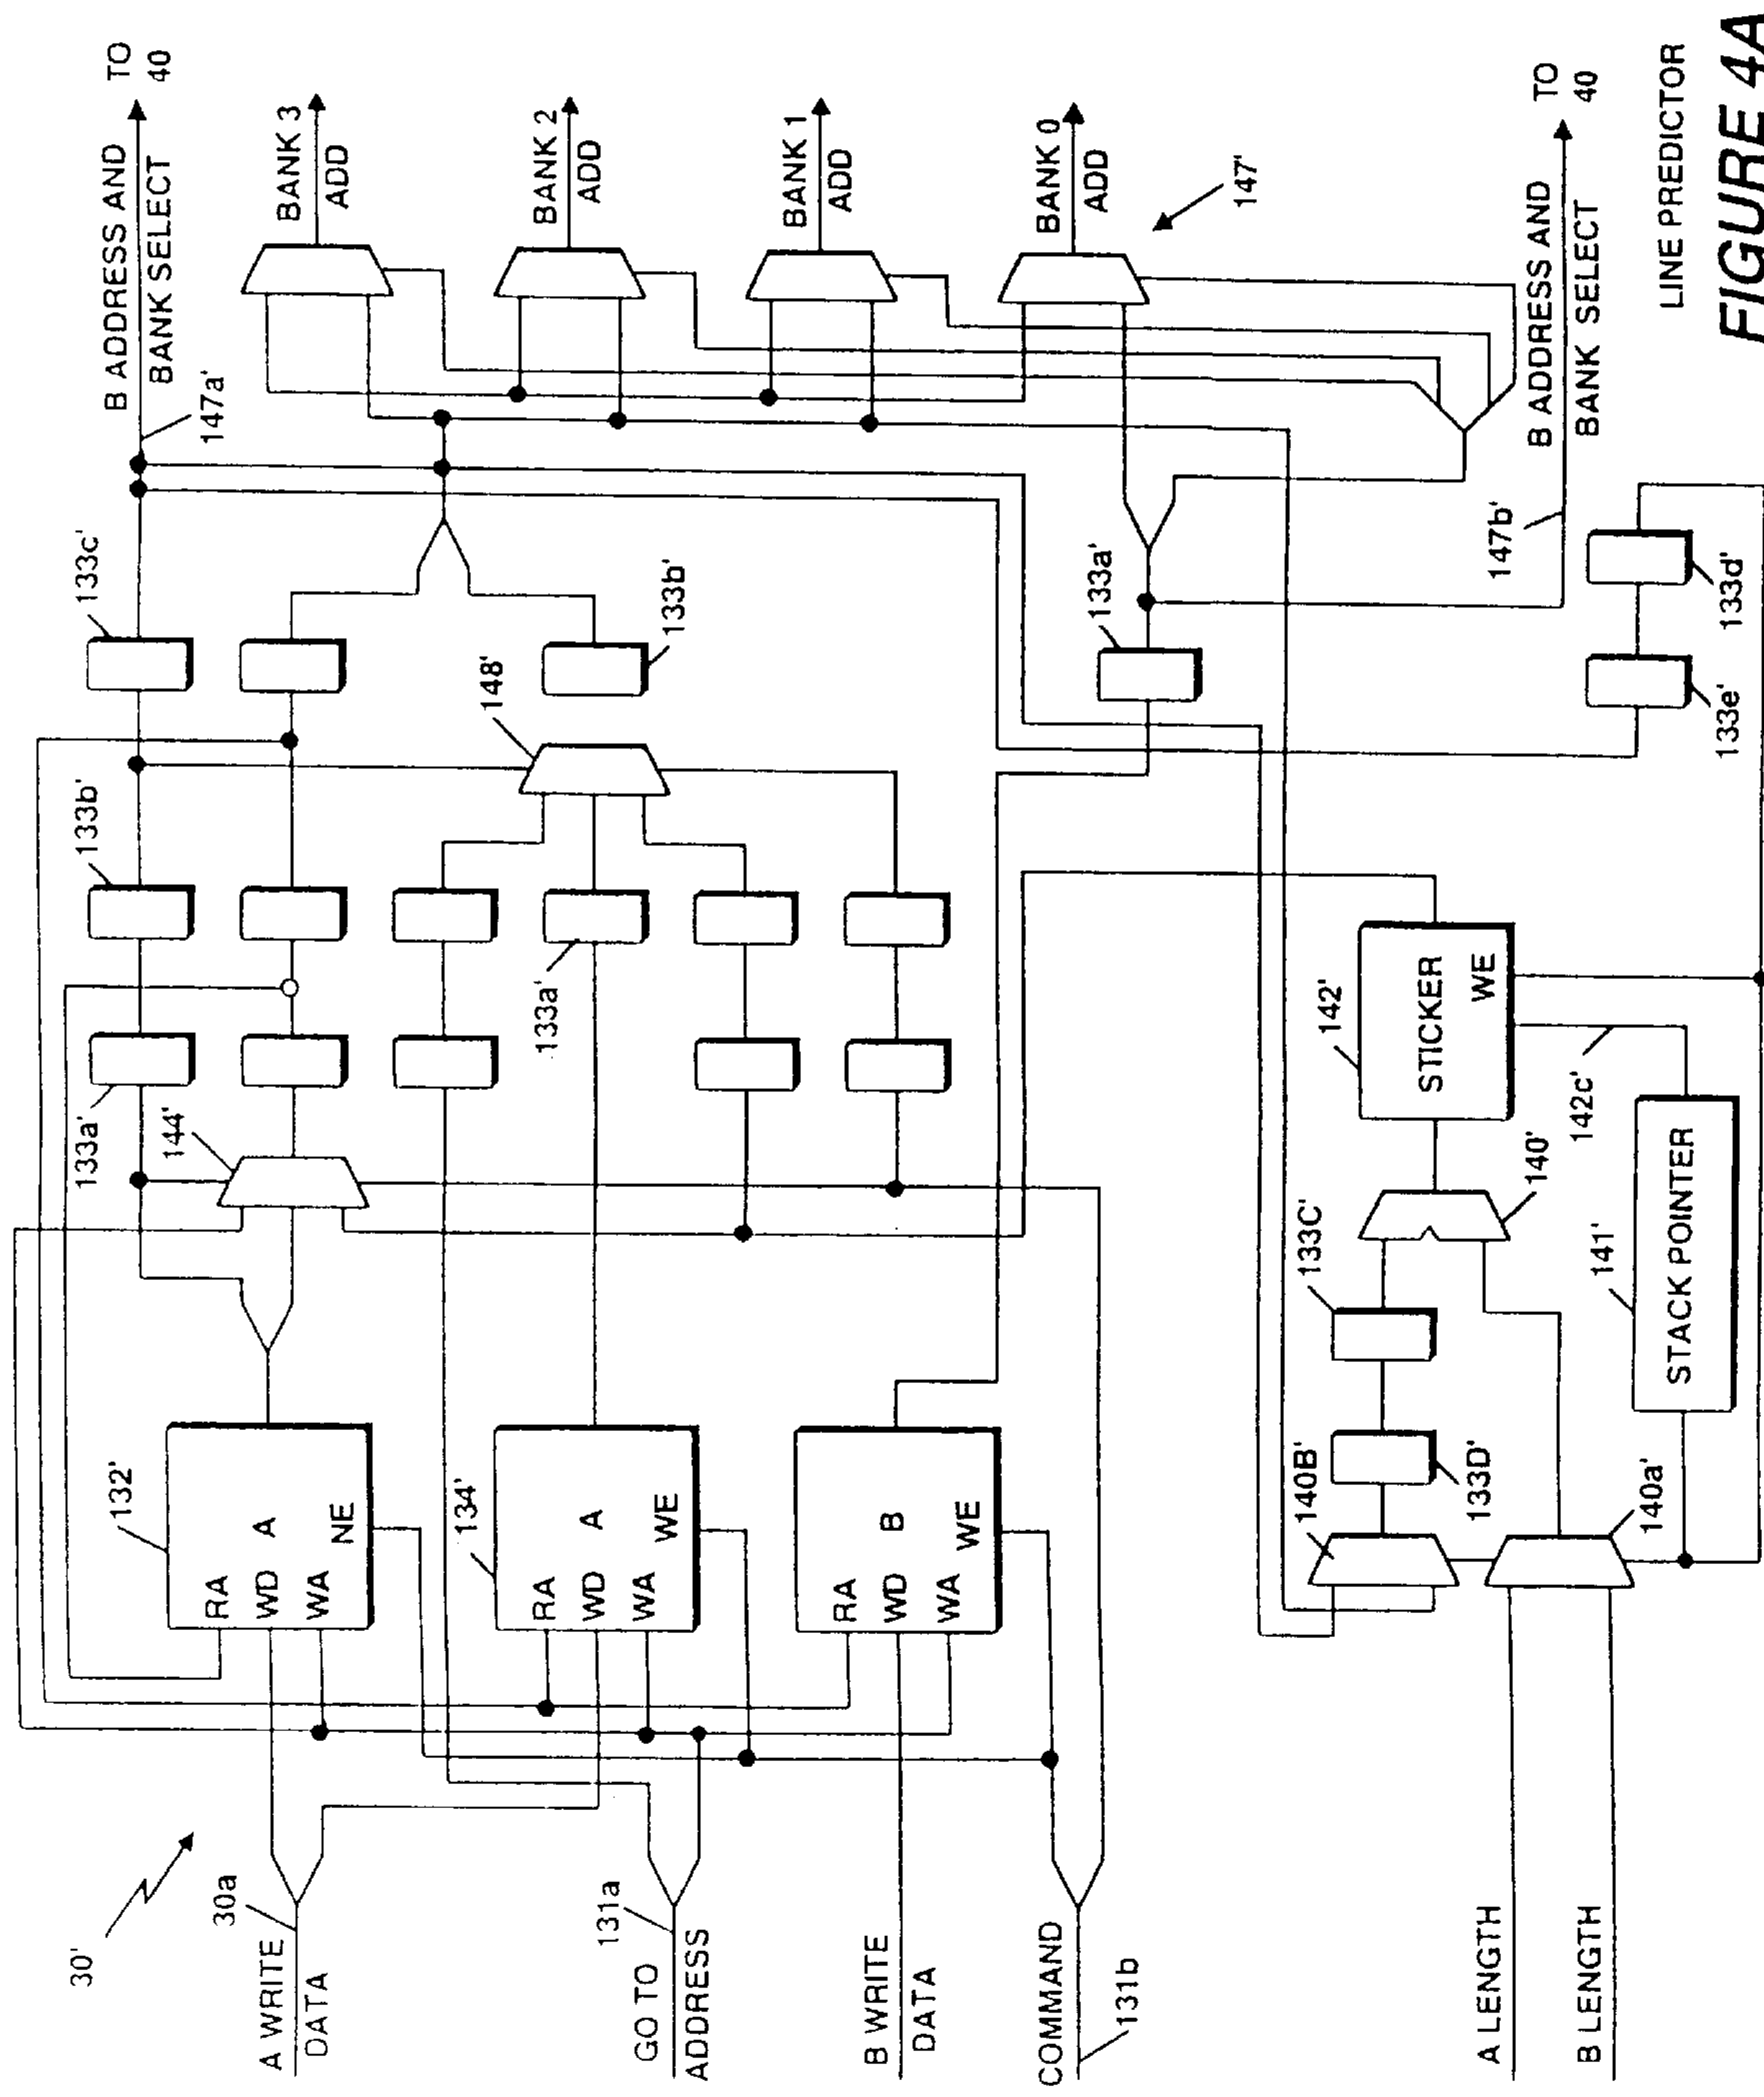 B ADDRESS AND
BANK SELECT
TO
40
147a'
BANK 3
ADD
BANK 2
ADD
BANK 1
ADD
BANK 0
ADD
147'
B ADDRESS AND
BANK SELECT
TO
40
147b'
LINE PREDICTOR
FIGURE 4A
133c'
133b'
133b'
148'
133a'
133d'
133e'
133a'
144'
133a'
142'
STICKER
WE
142c'
140'
133C'
141'
STACK POINTER
132'
A
RA
WD
WA
NE
134'
A
RA
WD
WA
WE
B
RA
WD
WA
WE
140B'
133D'
140a'
30'
30a
A WRITE
DATA
131a
GO TO
ADDRESS
B WRITE
DATA
COMMAND
131b
A LENGTH
B LENGTH